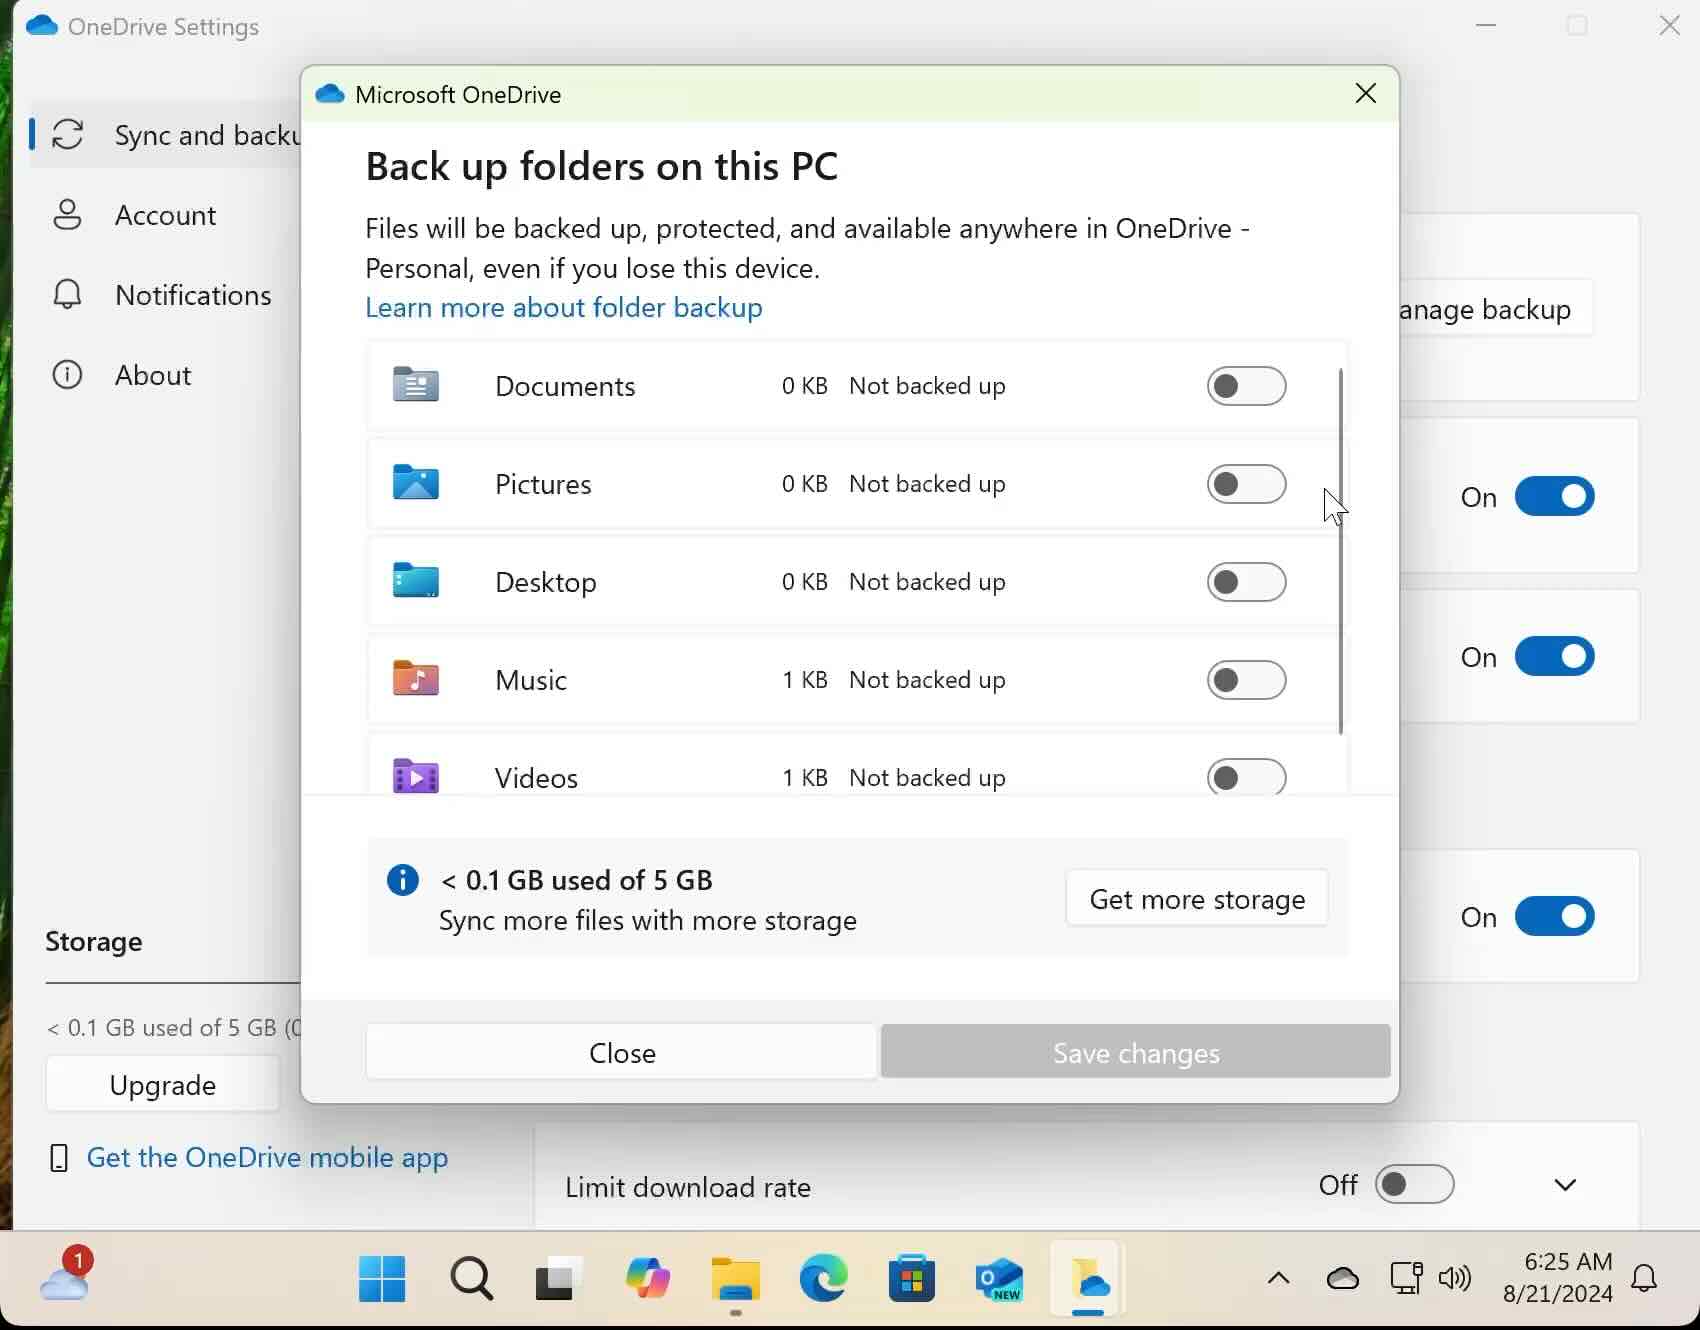 OneDrive Settings
Microsoft OneDrive
Sync and backu
Account
Notifications
About
Back up folders on this PC
Files will be backed up, protected, and available anywhere in OneDrive -
Personal, even if you lose this device.
Learn more about folder backup
anage backup
Documents 0 KB Not backed up
Pictures 0 KB Not backed up
On
Desktop 0 KB Not backed up
Music 1 KB Not backed up
On
Videos 1 KB Not backed up
< 0.1 GB used of 5 GB
Sync more files with more storage
Get more storage
On
Storage
< 0.1 GB used of 5 GB (0
Close
Save changes
Upgrade
Get the OneDrive mobile app
Limit download rate Off
1
NEW
6:25 AM
8/21/2024